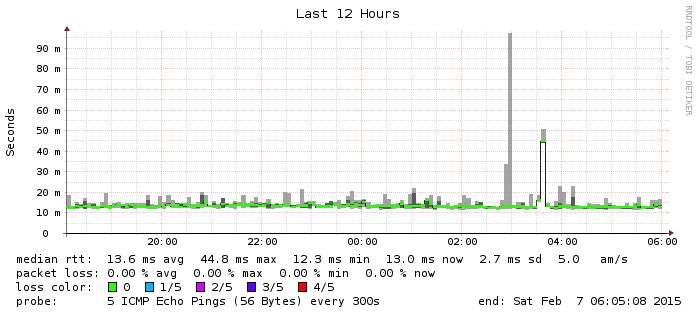 Last 12 Hours
RRDTOOL / TOBI OETIKER
Seconds
90 m
80 m
70 m
60 m
50 m
40 m
30 m
20 m
10 m
0
20:00 22:00 00:00 02:00 04:00 06:00
median rtt: 13.6 ms avg 44.8 ms max 12.3 ms min 13.0 ms now 2.7 ms sd 5.0 am/s
packet loss: 0.00 % avg 0.00 % max 0.00 % min 0.00 % now
loss color: 0 1/5 2/5 3/5 4/5
probe: 5 ICMP Echo Pings (56 Bytes) every 300s end: Sat Feb 7 06:05:08 2015